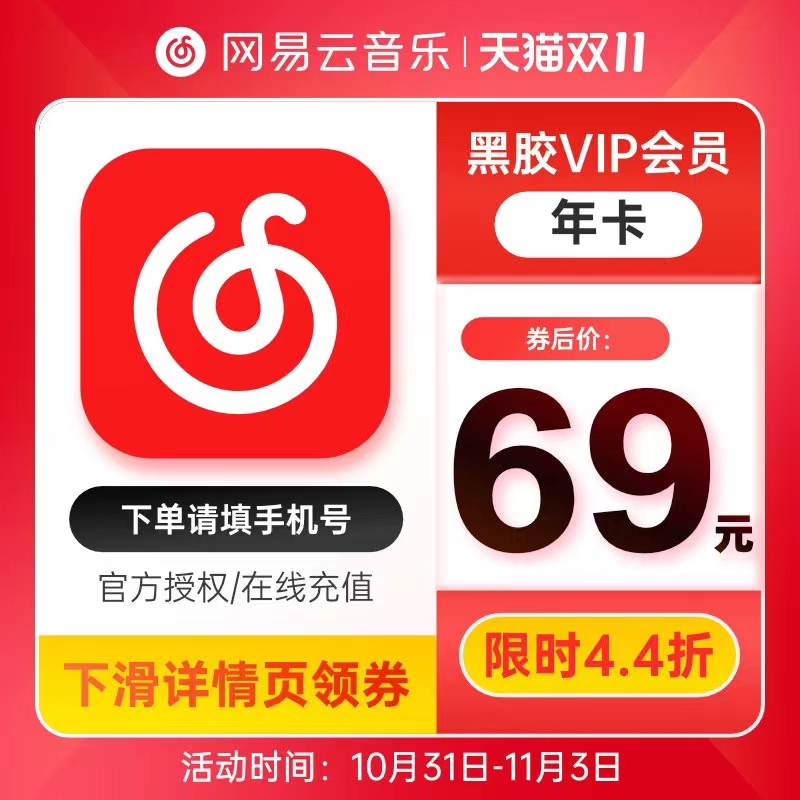 网易云音乐 | 天猫双11
黑胶VIP会员
年卡
券后价:
69元
限时4.4折
下单请填手机号
官方授权/在线充值
下滑详情页领券
活动时间: 10月31日-11月3日